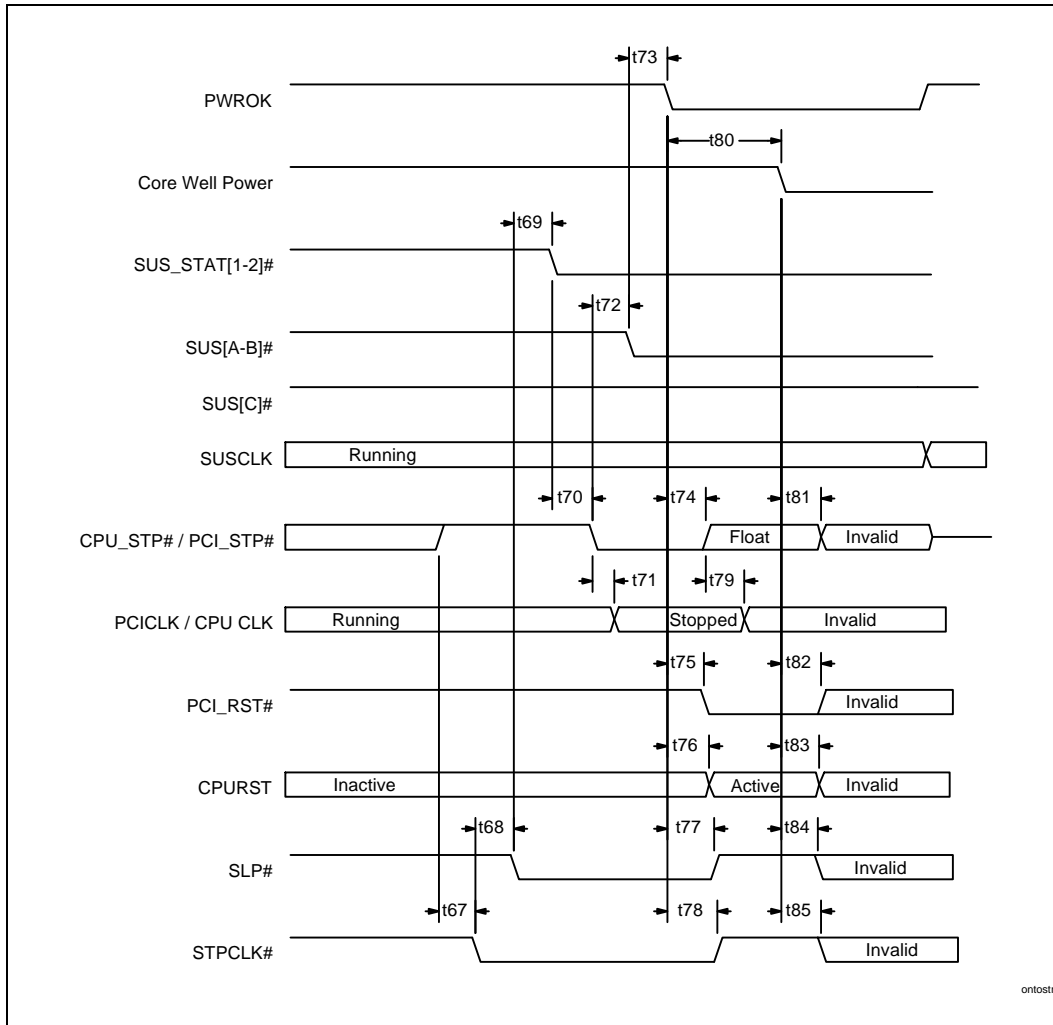 t73
PWROK
t80
Core Well Power
t69
SUS_STAT[1-2]#
t72
SUS[A-B]#
SUS[C]#
SUSCLK
Running
t70
t74
t81
CPU_STP# / PCI_STP#
Float
Invalid
t71
t79
PCICLK / CPU CLK
Running
Stopped
Invalid
t75
t82
PCI_RST#
Invalid
t76
t83
CPURST
Inactive
Active
Invalid
t68
t77
t84
SLP#
Invalid
t67
t78
t85
STPCLK#
Invalid